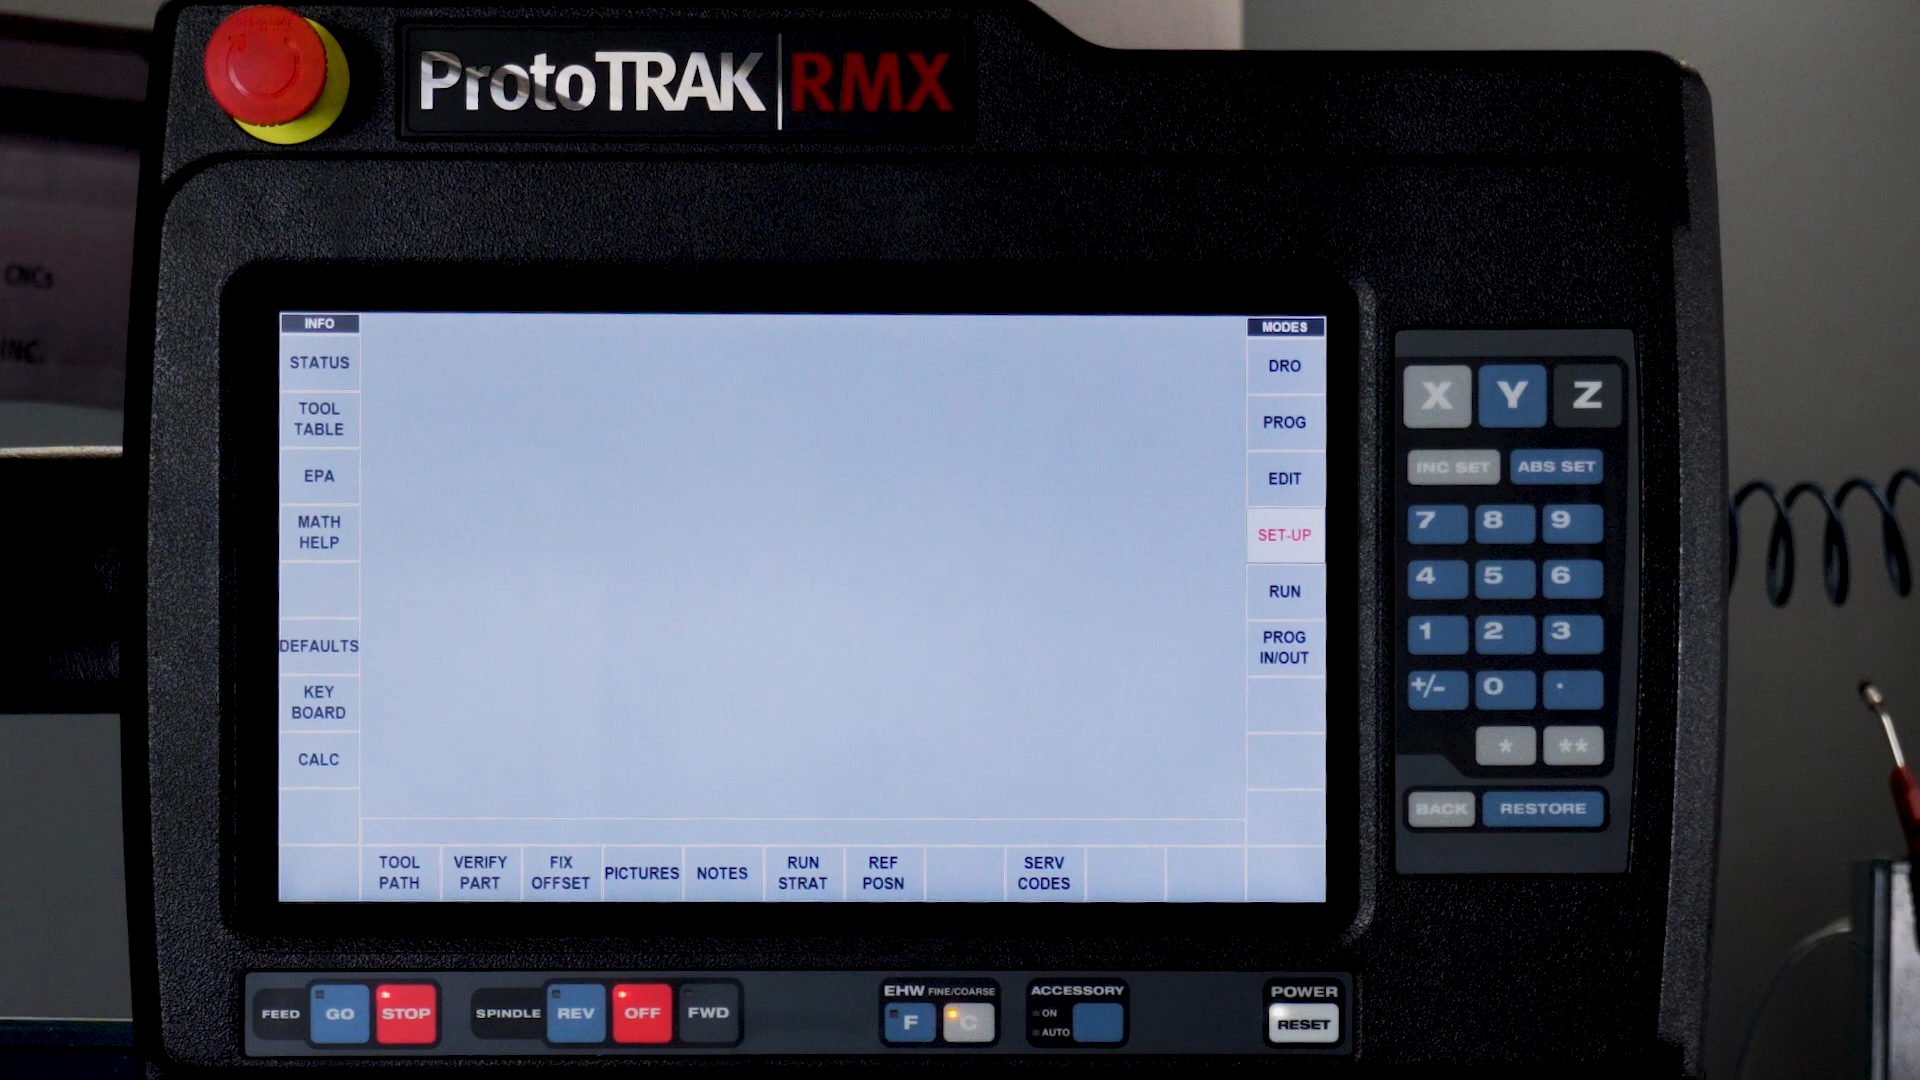 ProtoTRAK RMX
CNCs
INC.
INFO
STATUS
TOOL
TABLE
EPA
MATH
HELP
DEFAULTS
KEY
BOARD
CALC
MODES
DRO
PROG
EDIT
SET-UP
RUN
PROG
IN/OUT
TOOL
PATH
VERIFY
PART
FIX
OFFSET
PICTURES
NOTES
RUN
STRAT
REF
POSN
SERV
CODES
X Y Z
INC SET ABS SET
7 8 9
4 5 6
1 2 3
+/- 0 .
* **
BACK RESTORE
FEED GO STOP
SPINDLE REV OFF FWD
EHW FINE/COARSE
F C
ACCESSORY
ON
AUTO
POWER
RESET